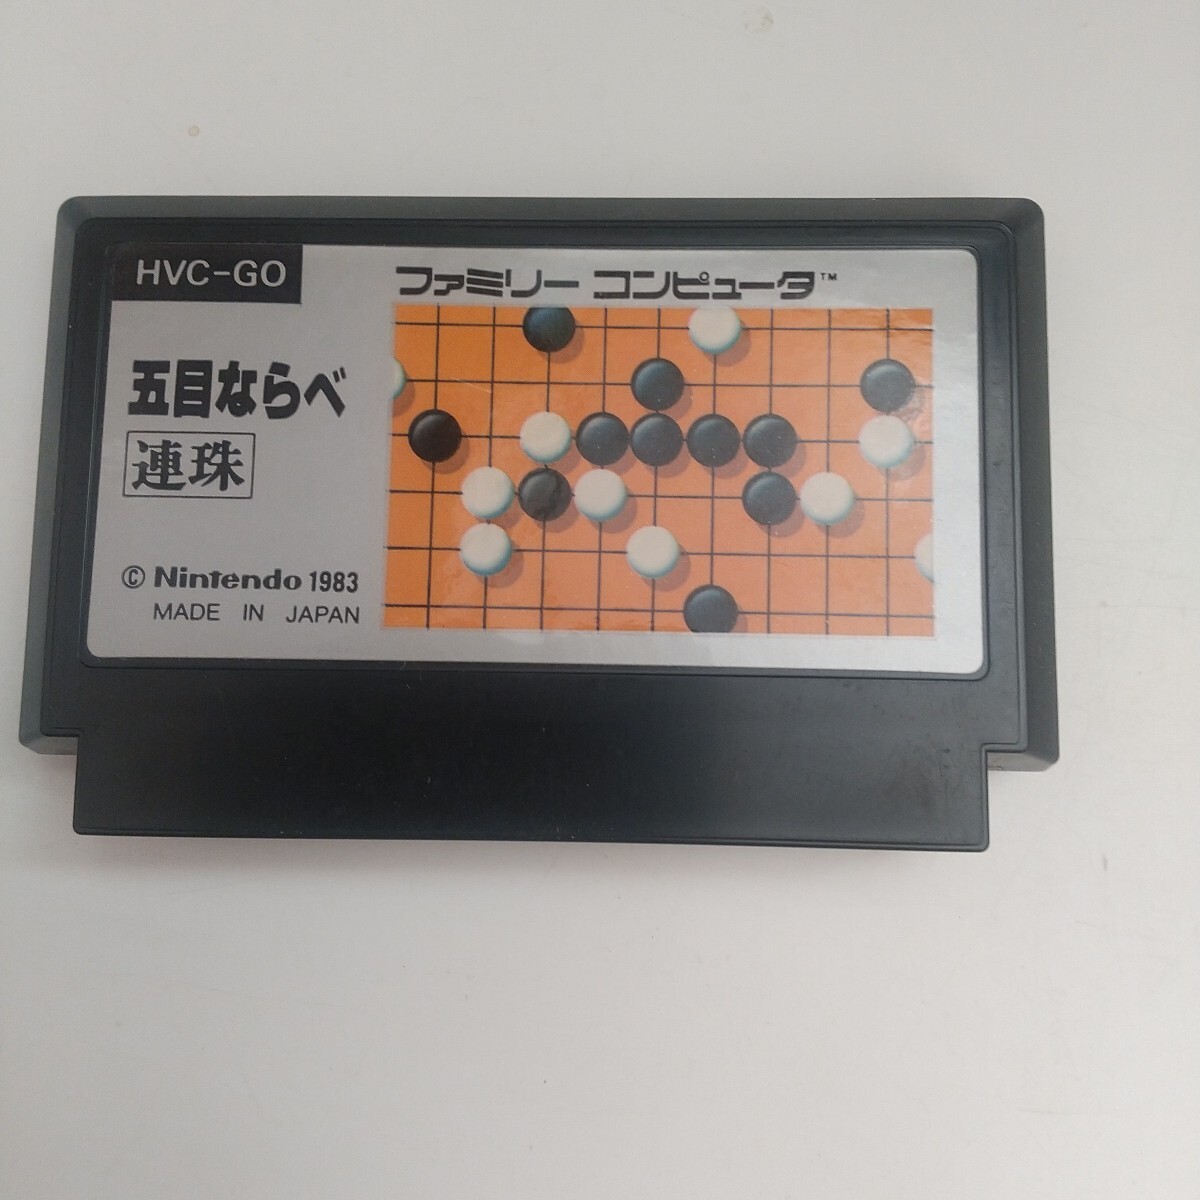 HVC-GO
ファミリー コンピュータ™
五目ならべ
連珠
© Nintendo 1983
MADE IN JAPAN